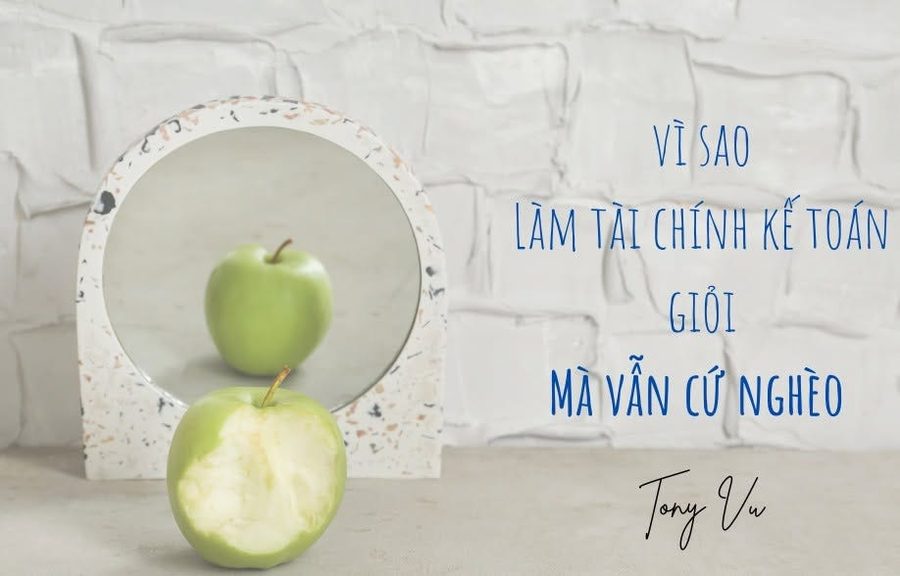 Vì sao
Làm tài chính kế toán
giỏi
Mà vẫn cứ nghèo
Tony Vu